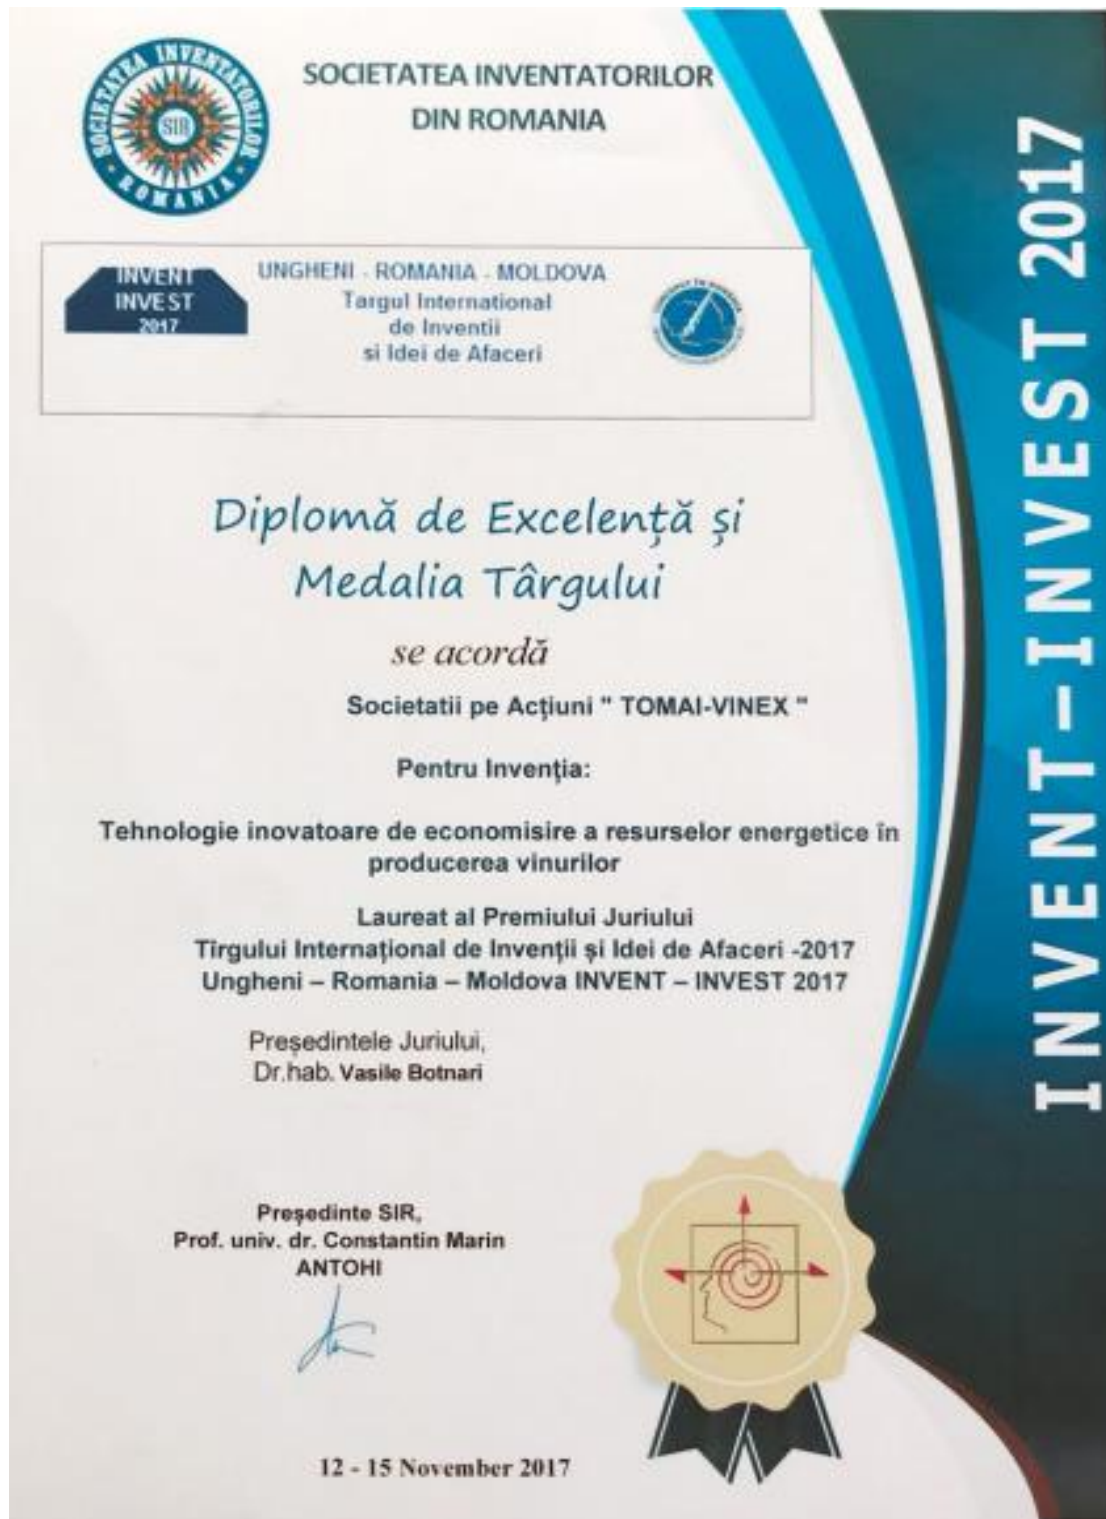 SOCIETATEA INVENTATORILOR
ROMANIA
SIR
SOCIETATEA INVENTATORILOR
DIN ROMANIA
INVENT
INVEST
2017
UNGHENI - ROMANIA - MOLDOVA
Targul International
de Inventii
si Idei de Afaceri
Diplomă de Excelență și
Medalia Târgului
se acordă
Societatii pe Acțiuni " TOMAI-VINEX "
Pentru Invenția:
Tehnologie inovatoare de economisire a resurselor energetice în
producerea vinurilor
Laureat al Premiului Juriului
Tîrgului Internațional de Invenții și Idei de Afaceri -2017
Ungheni – Romania – Moldova INVENT – INVEST 2017
Președintele Juriului,
Dr.hab. Vasile Botnari
Președinte SIR,
Prof. univ. dr. Constantin Marin
ANTOHI
12 - 15 November 2017
INVENT–INVEST 2017